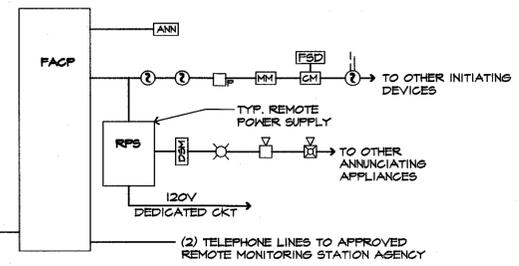 FACP
ANN
FSD
P
MM
CM
TO OTHER INITIATING
DEVICES
TYP. REMOTE
POWER SUPPLY
RPS
DSM
TO OTHER
ANNUNCIATING
APPLIANCES
120V
DEDICATED CKT
(2) TELEPHONE LINES TO APPROVED
REMOTE MONITORING STATION AGENCY